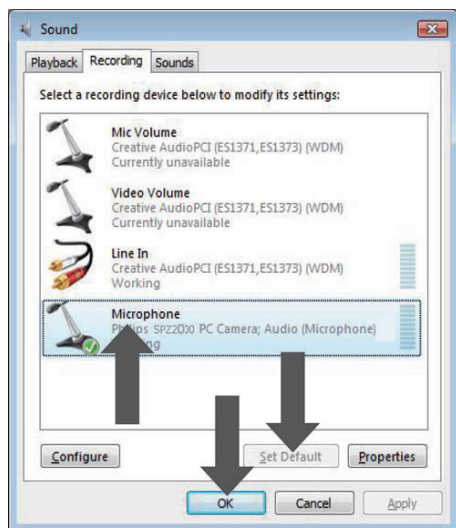 Sound
Playback Recording Sounds
Select a recording device below to modify its settings:
Mic Volume
Creative AudioPCI (ES1371,ES1373) (WDM)
Currently unavailable
Video Volume
Creative AudioPCI (ES1371,ES1373) (WDM)
Currently unavailable
Line In
Creative AudioPCI (ES1371,ES1373) (WDM)
Working
Microphone
SPZ2000 PC Camera; Audio (Microphone)
Configure Set Default Properties
OK Cancel Apply